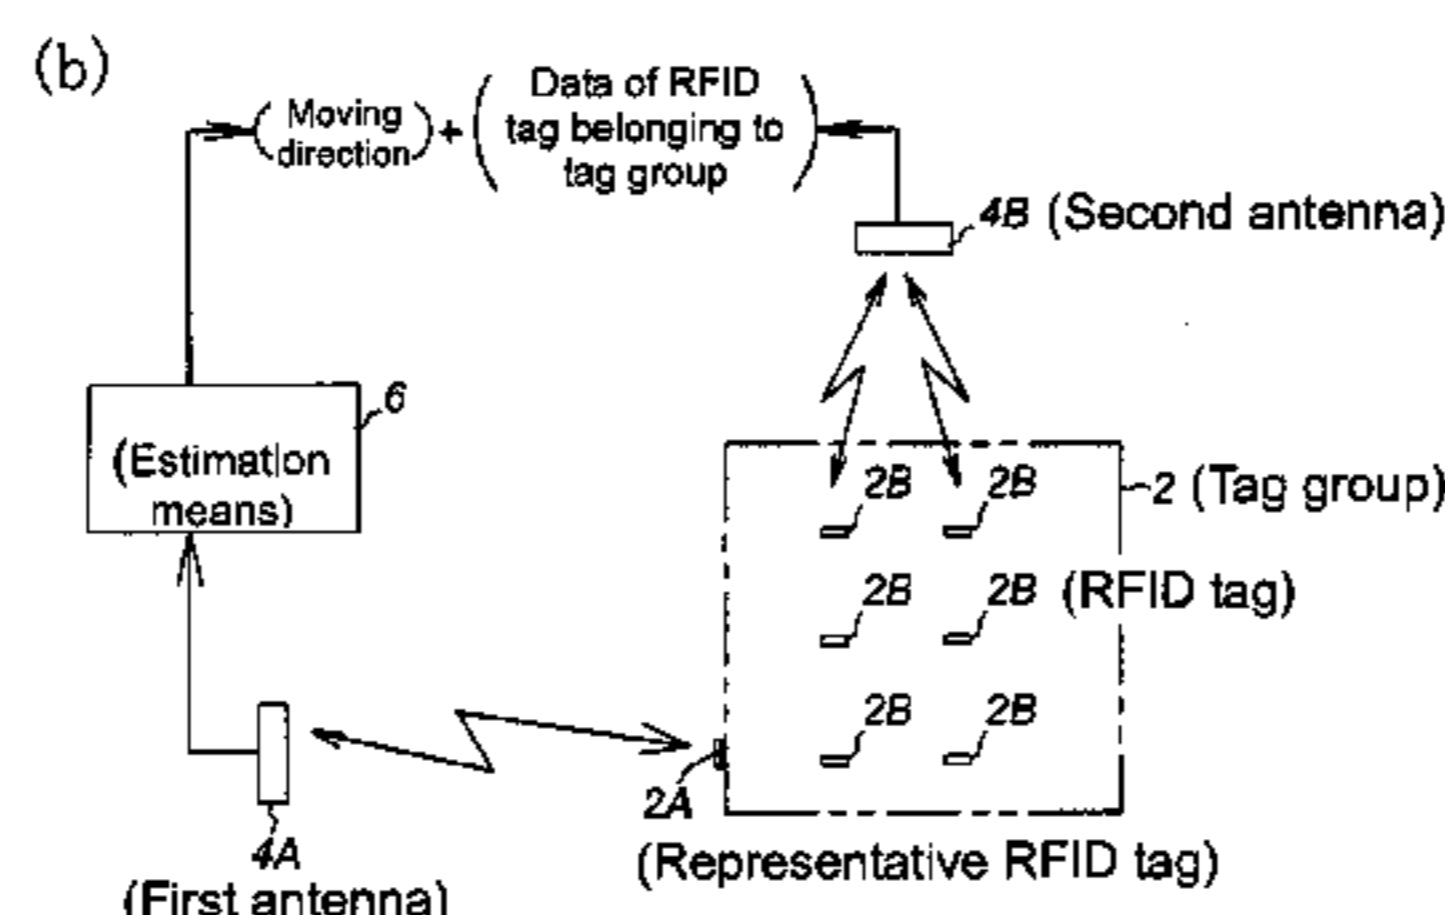 (b)
(Moving
direction)
+
(Data of RFID
tag belonging to
tag group)
4B (Second antenna)
6
(Estimation
means)
2B 2B
2 (Tag group)
2B 2B (RFID tag)
2B 2B
2A
(Representative RFID tag)
4A
(First antenna)